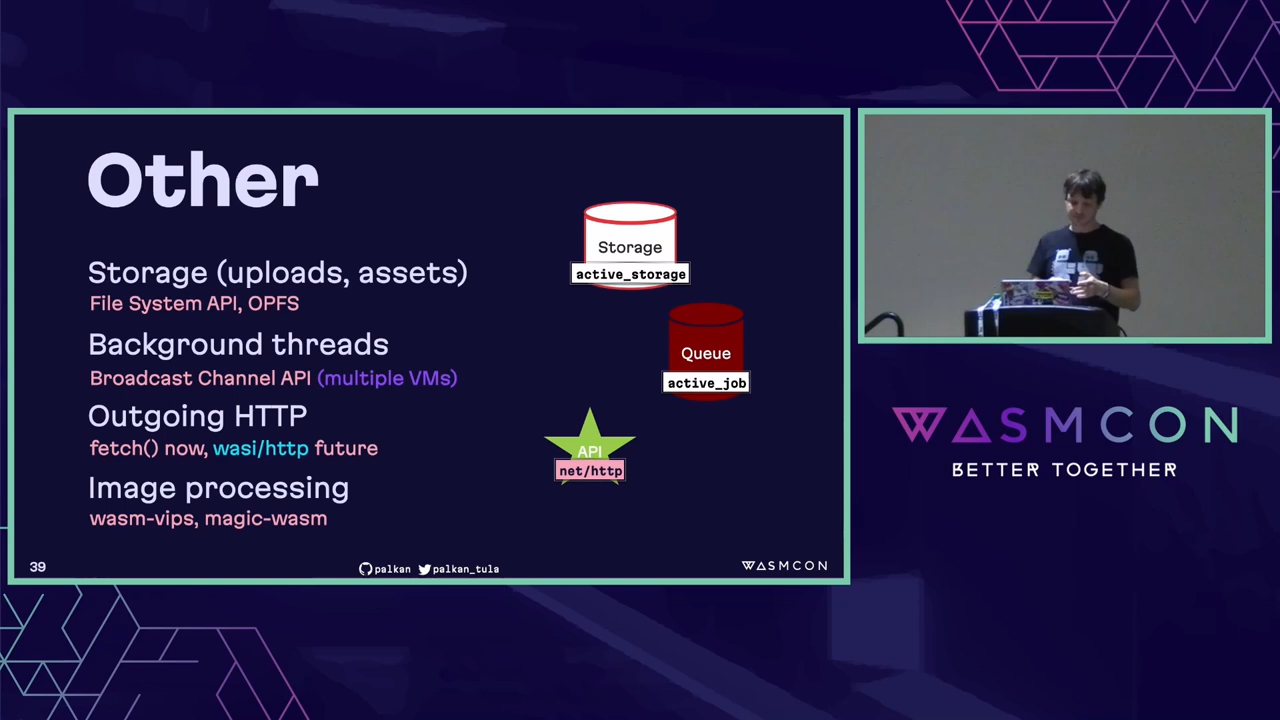 Other
Storage (uploads, assets)
File System API, OPFS
Background threads
Broadcast Channel API (multiple VMs)
Outgoing HTTP
fetch() now, wasi/http future
Image processing
wasm-vips, magic-wasm
Storage
active_storage
Queue
active_job
API
net/http
39
palkan palkan_tula
WASMCON
WASMCON
BETTER TOGETHER